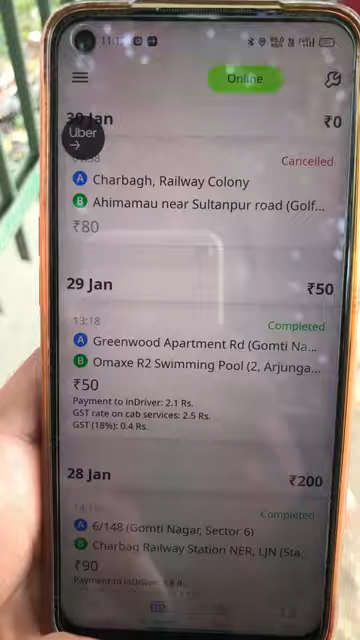 Online
30 Jan ₹0
Uber
Cancelled
A Charbagh, Railway Colony
B Ahimamau near Sultanpur road (Golf...
₹80
29 Jan ₹50
13:18 Completed
A Greenwood Apartment Rd (Gomti Na...
B Omaxe R2 Swimming Pool (2, Arjunga...
₹50
Payment to inDriver: 2.1 Rs.
GST rate on cab services: 2.5 Rs.
GST (18%): 0.4 Rs.
28 Jan ₹200
Completed
A 6/148 (Gomti Nagar, Sector 6)
B Charbag Railway Station NER, LJN (Sta...
₹90
Payment to inDriver: